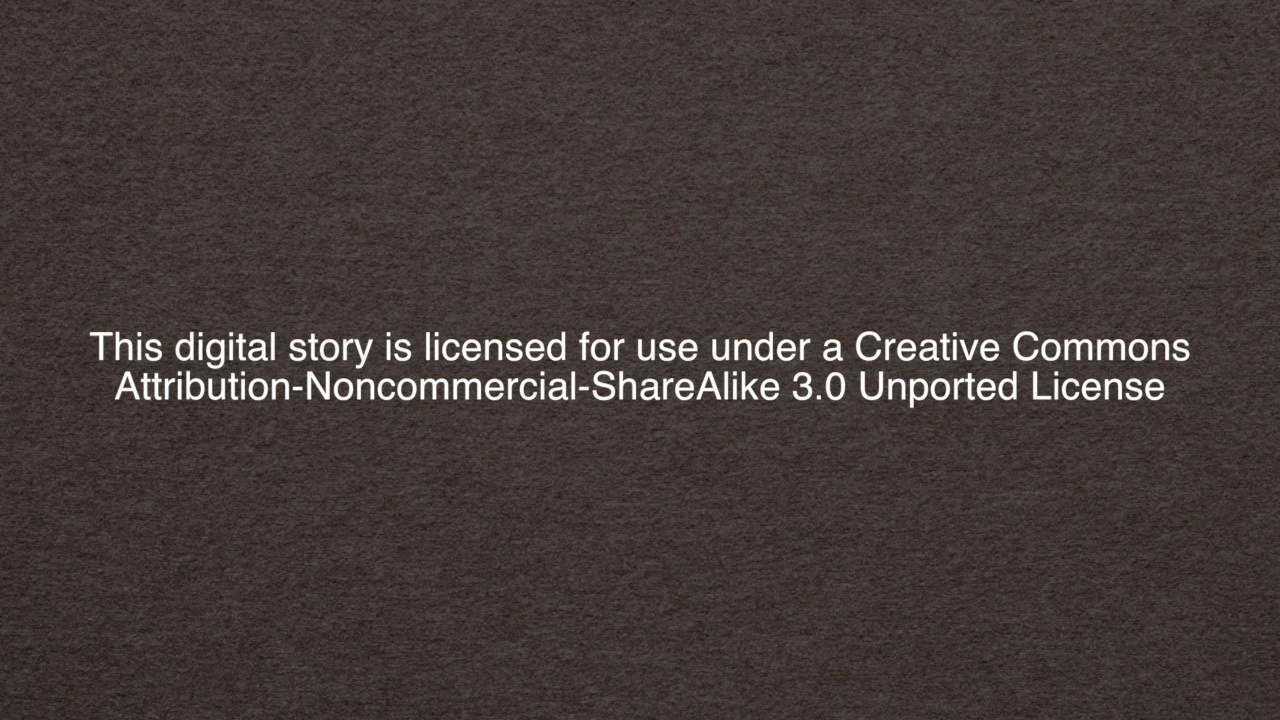 This digital story is licensed for use under a Creative Commons
Attribution-Noncommercial-ShareAlike 3.0 Unported License